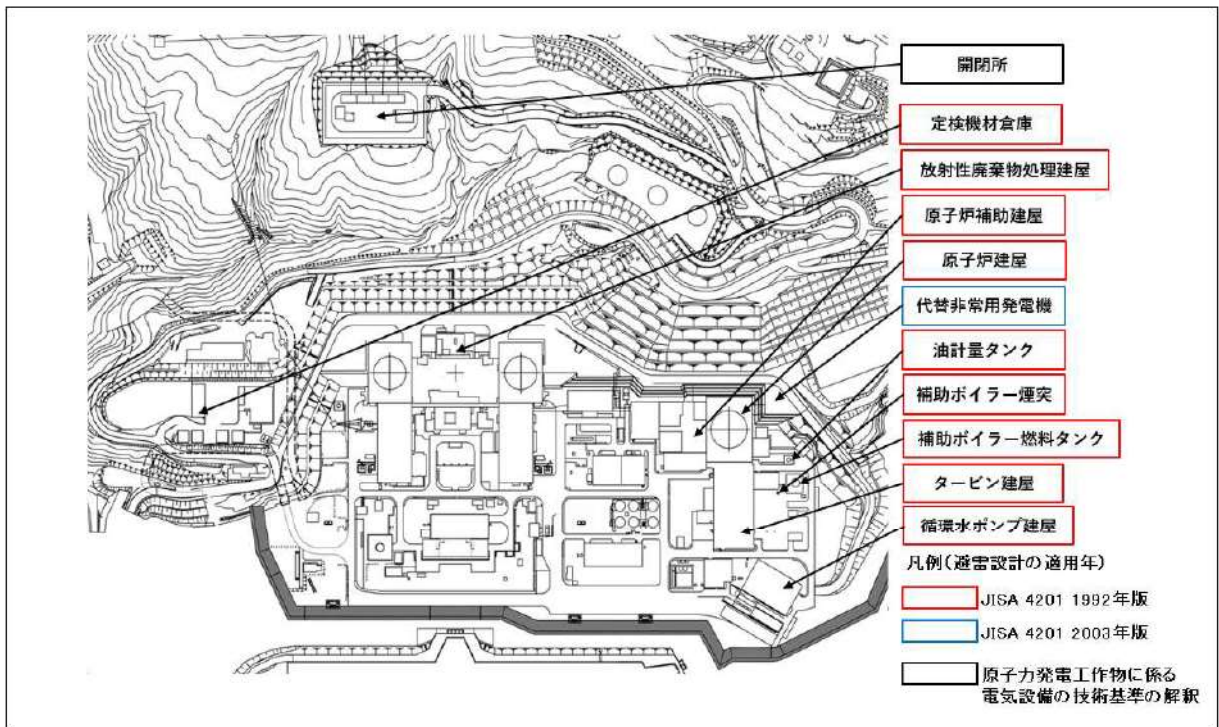 開閉所
定検機材倉庫
放射性廃棄物処理建屋
原子炉補助建屋
原子炉建屋
代替非常用発電機
油計量タンク
補助ボイラー煙突
補助ボイラー燃料タンク
タービン建屋
循環水ポンプ建屋
凡例(避雷設計の適用年)
JISA 4201 1992年版
JISA 4201 2003年版
原子力発電工作物に係る
電気設備の技術基準の解釈